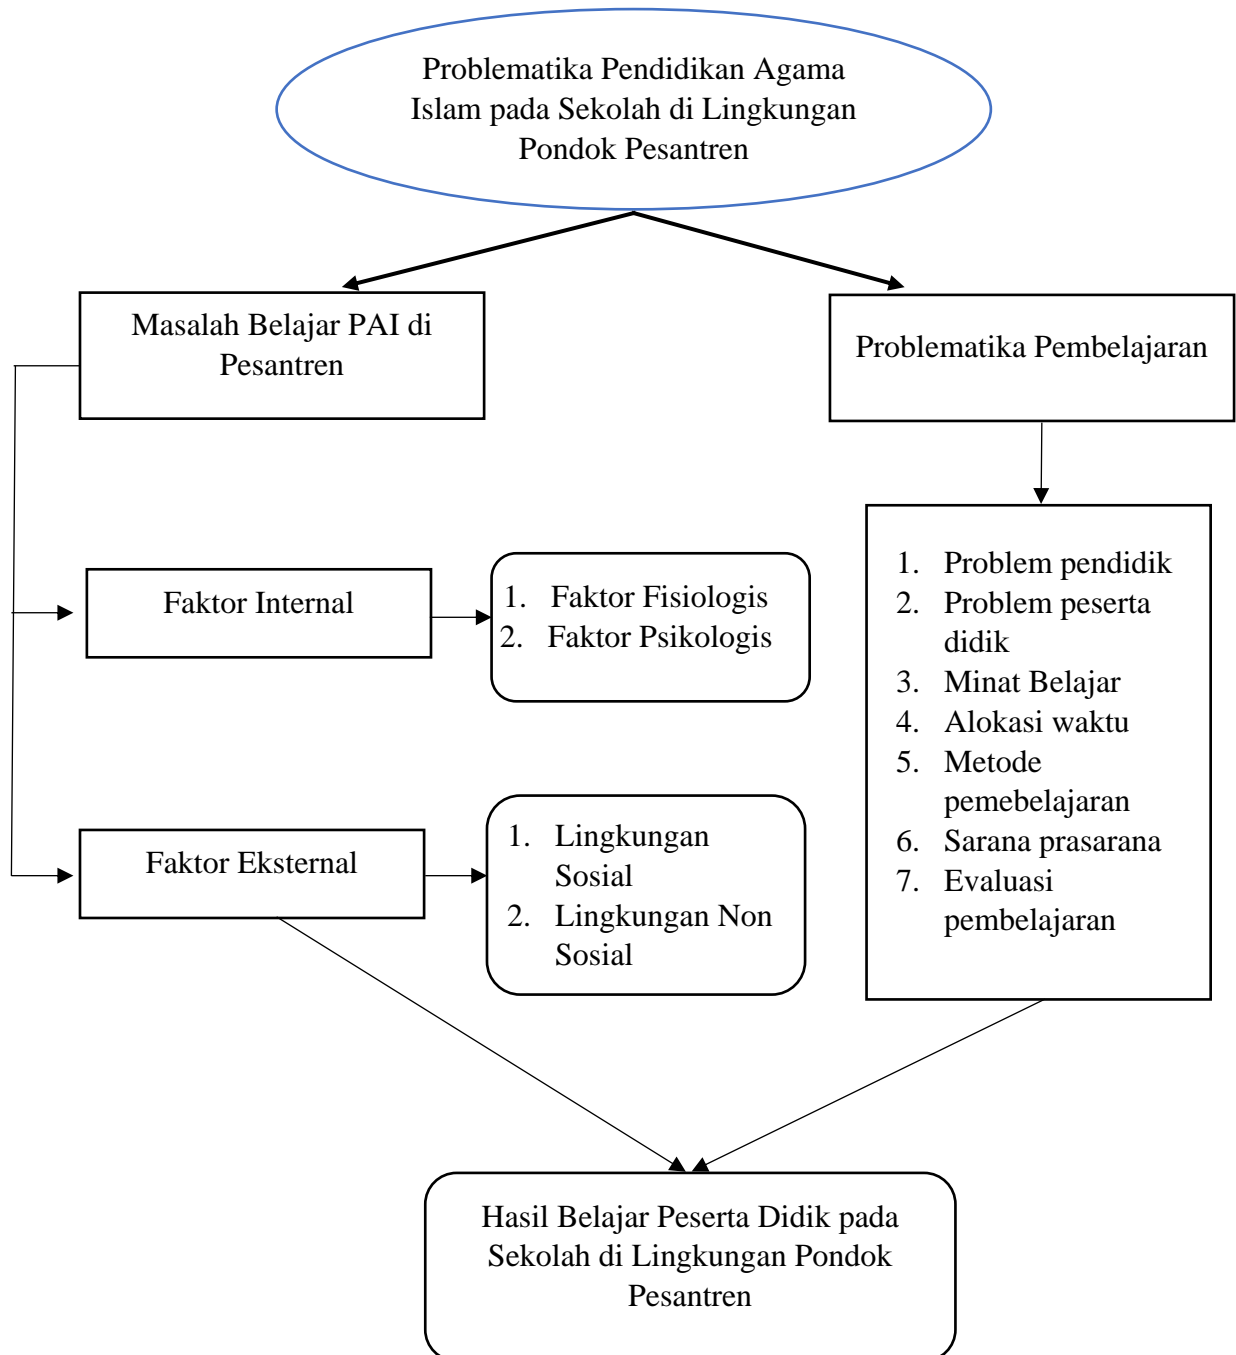 Problematika Pendidikan Agama
Islam pada Sekolah di Lingkungan
Pondok Pesantren
Masalah Belajar PAI di
Pesantren
Problematika Pembelajaran
Faktor Internal
1. Faktor Fisiologis
2. Faktor Psikologis
Faktor Eksternal
1. Lingkungan
Sosial
2. Lingkungan Non
Sosial
1. Problem pendidik
2. Problem peserta
didik
3. Minat Belajar
4. Alokasi waktu
5. Metode
pemebelajaran
6. Sarana prasarana
7. Evaluasi
pembelajaran
Hasil Belajar Peserta Didik pada
Sekolah di Lingkungan Pondok
Pesantren